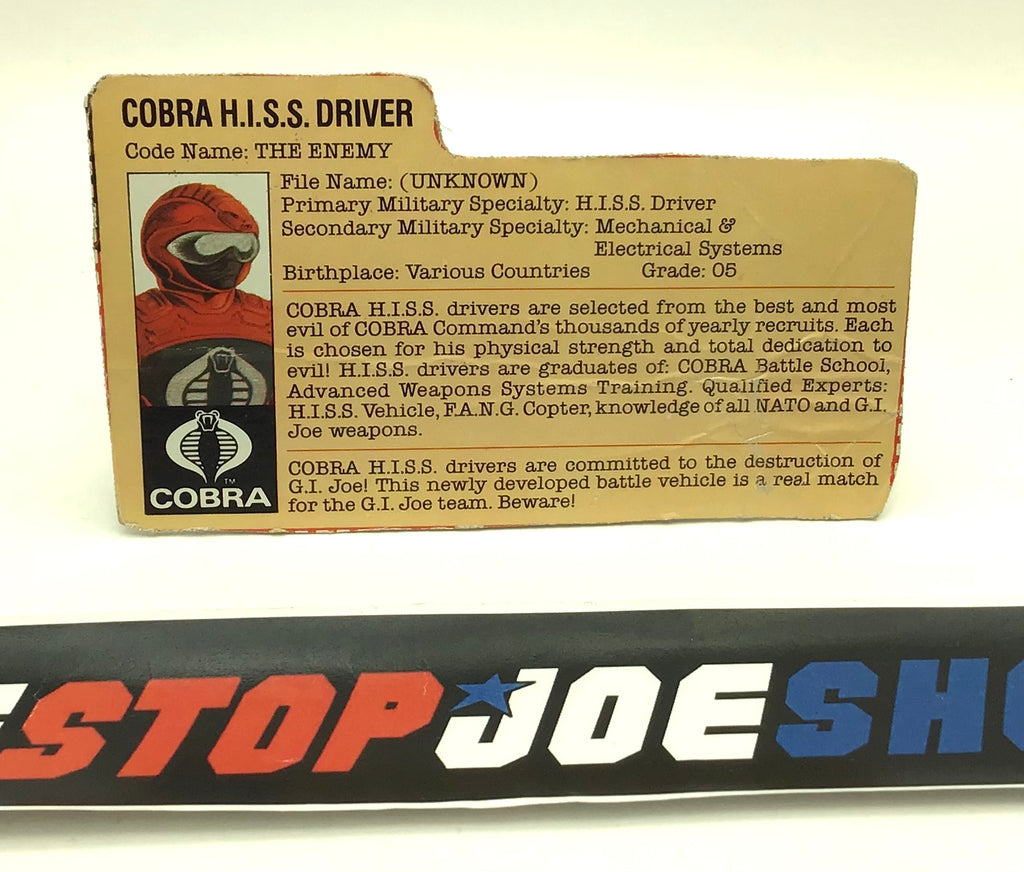 COBRA H.I.S.S. DRIVER
Code Name: THE ENEMY
File Name: (UNKNOWN)
Primary Military Specialty: H.I.S.S. Driver
Secondary Military Specialty: Mechanical &
Electrical Systems
Birthplace: Various Countries Grade: O5
COBRA H.I.S.S. drivers are selected from the best and most
evil of COBRA Command's thousands of yearly recruits. Each
is chosen for his physical strength and total dedication to
evil! H.I.S.S. drivers are graduates of: COBRA Battle School,
Advanced Weapons Systems Training. Qualified Experts:
H.I.S.S. Vehicle, F.A.N.G. Copter, knowledge of all NATO and G.I.
Joe weapons.
COBRA H.I.S.S. drivers are committed to the destruction of
G.I. Joe! This newly developed battle vehicle is a real match
for the G.I. Joe team. Beware!
TM
COBRA
ESTOPJOESHO